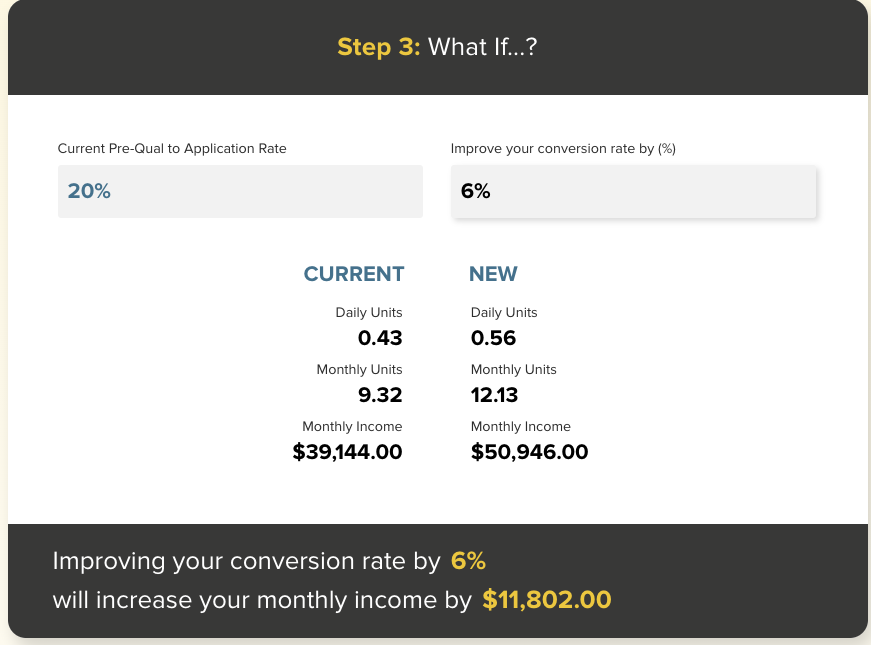 Step 3: What If...?
Current Pre-Qual to Application Rate
20%
Improve your conversion rate by (%)
6%
CURRENT
Daily Units
0.43
Monthly Units
9.32
Monthly Income
$39,144.00
NEW
Daily Units
0.56
Monthly Units
12.13
Monthly Income
$50,946.00
Improving your conversion rate by 6%
will increase your monthly income by $11,802.00